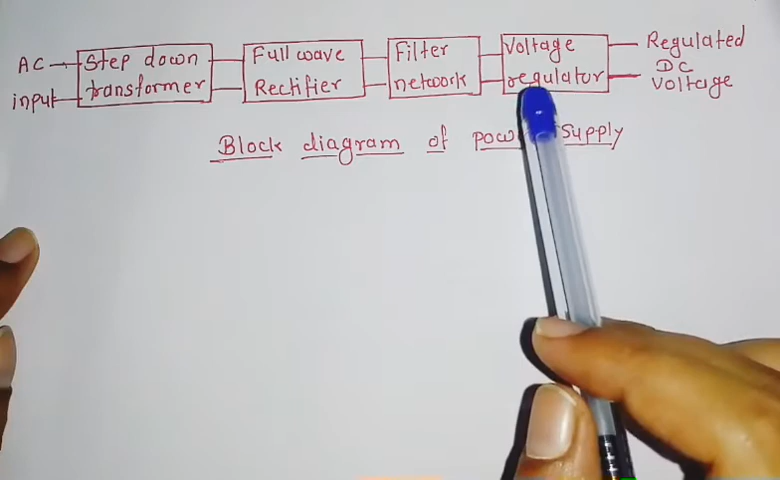 AC
input
Step down
transformer
Full wave
Rectifier
Filter
network
Voltage
regulator
Regulated
DC
Voltage
Block diagram of Supply